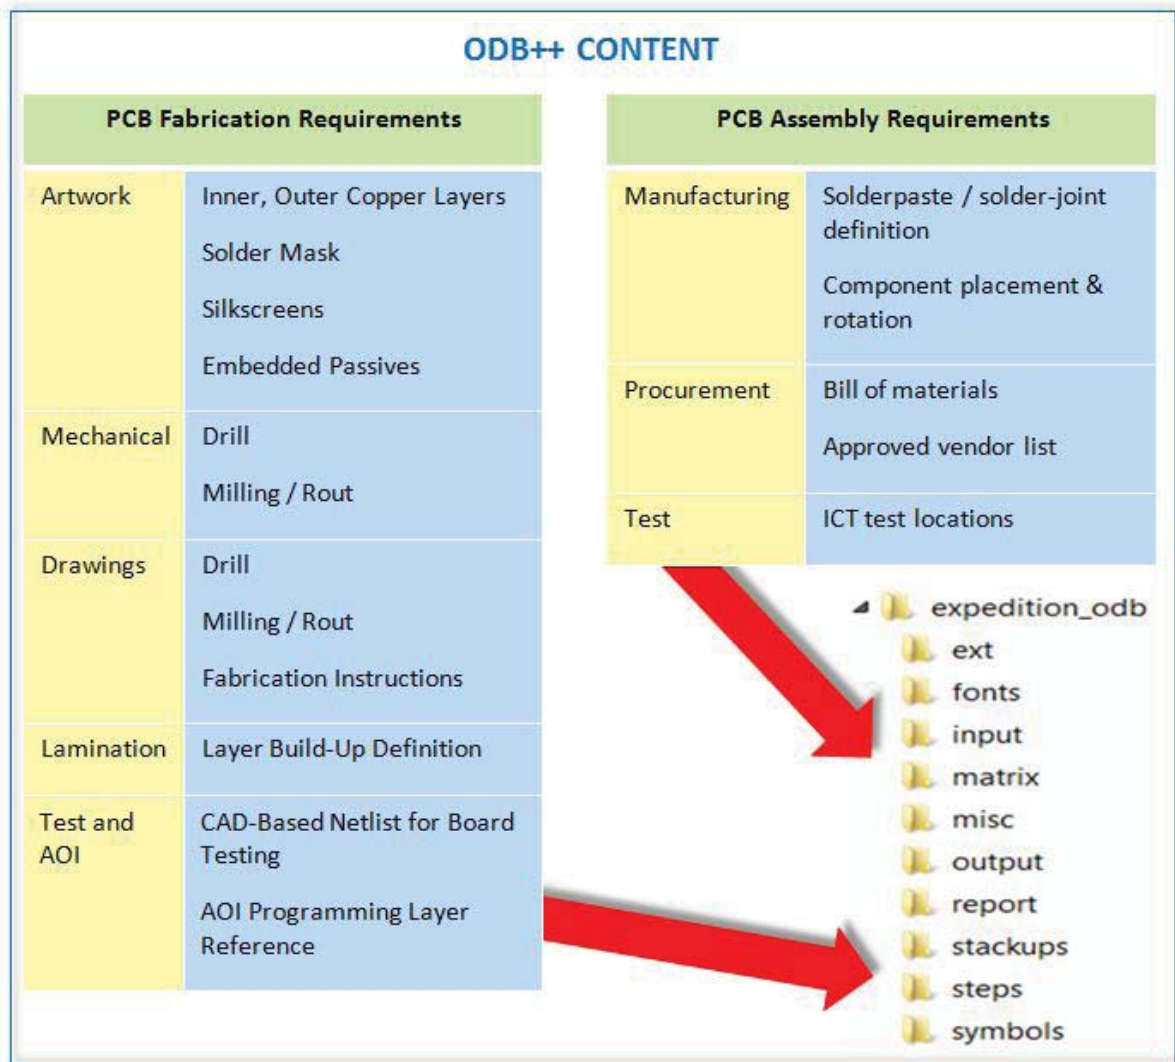 ODB++ CONTENT
PCB Fabrication Requirements
Artwork
Inner, Outer Copper Layers
Solder Mask
Silkscreens
Embedded Passives
Mechanical
Drill
Milling / Rout
Drawings
Drill
Milling / Rout
Fabrication Instructions
Lamination
Layer Build-Up Definition
Test and
AOI
CAD-Based Netlist for Board
Testing
AOI Programming Layer
Reference
PCB Assembly Requirements
Manufacturing
Solderpaste / solder-joint
definition
Component placement &
rotation
Procurement
Bill of materials
Approved vendor list
Test
ICT test locations
expedition_odb
ext
fonts
input
matrix
misc
output
report
stackups
steps
symbols